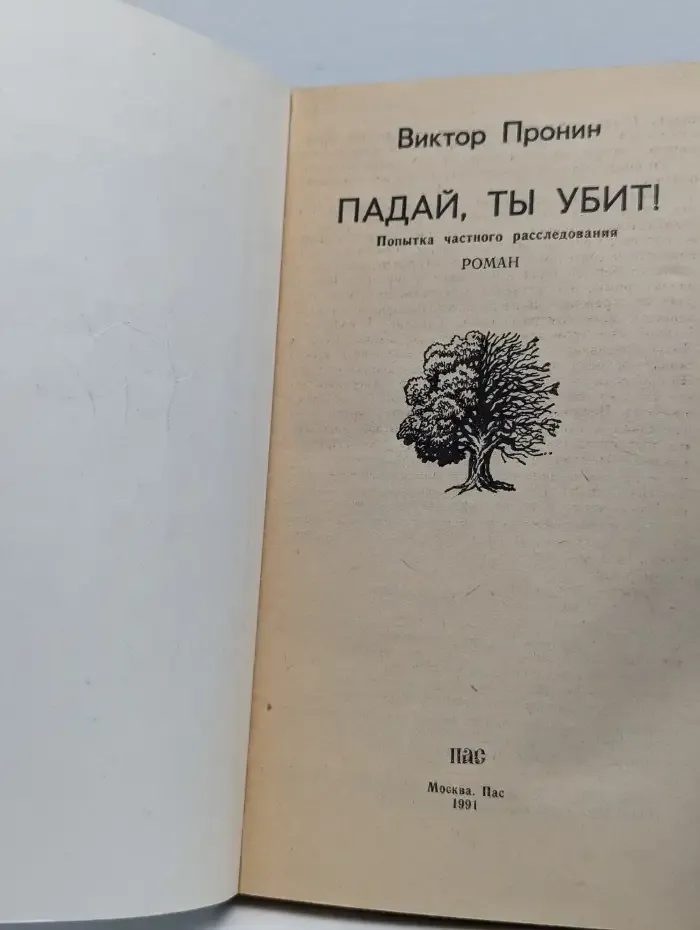 Виктор Пронин
ПАДАЙ, ТЫ УБИТ!
Попытка частного расследования
РОМАН
пас
Москва. Пас
1991